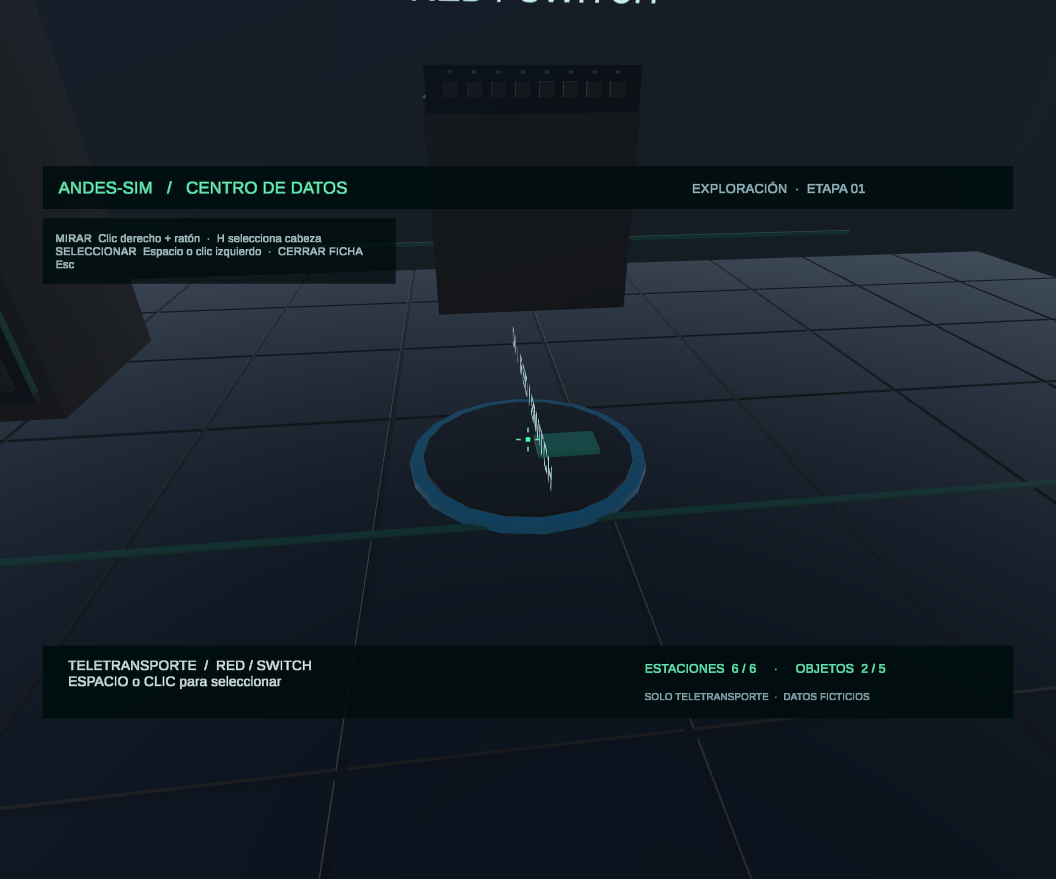 ANDES-SIM / CENTRO DE DATOS
EXPLORACIÓN · ETAPA 01
MIRAR Clic derecho + ratón · H selecciona cabeza
SELECCIONAR Espacio o clic izquierdo · CERRAR FICHA
Esc
TELETRANSPORTE / RED / SWITCH
ESPACIO o CLIC para seleccionar
ESTACIONES 6 / 6 · OBJETOS 2 / 5
SOLO TELETRANSPORTE · DATOS FICTICIOS